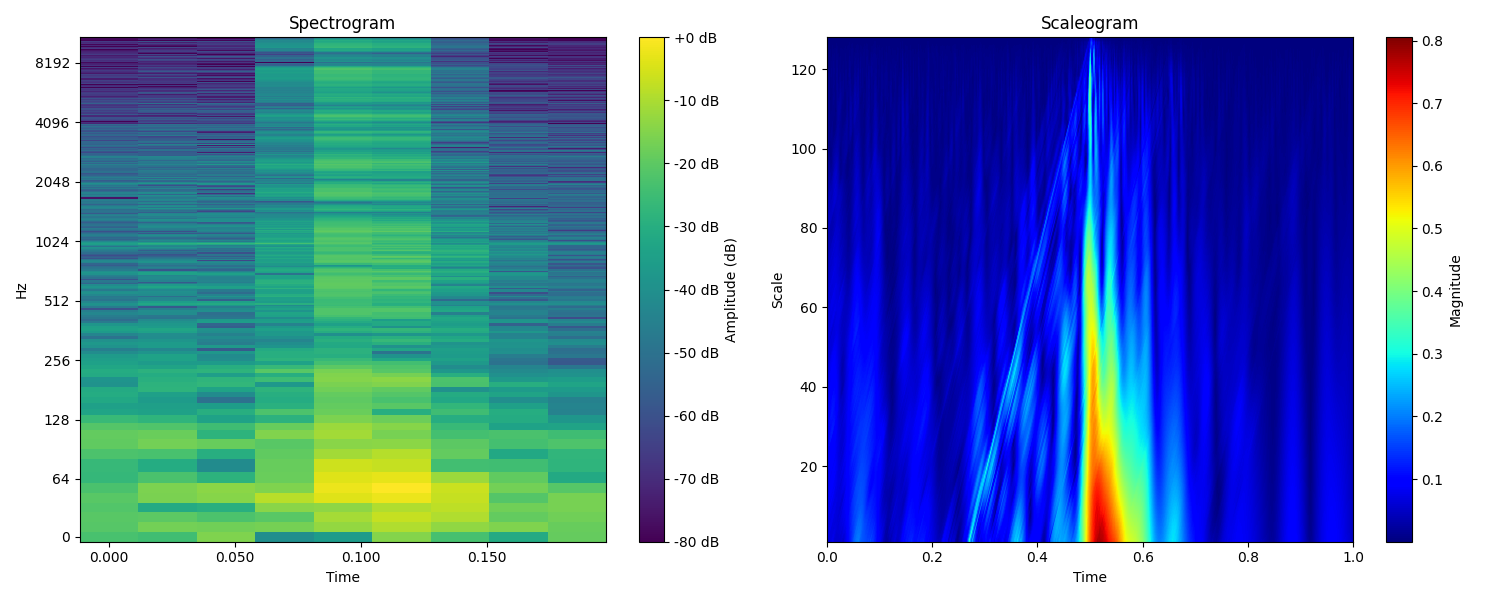 Spectrogram
8192
4096
2048
1024
512
256
128
64
0
Hz
0.000 0.050 0.100 0.150
Time
+0 dB
-10 dB
-20 dB
-30 dB
-40 dB
-50 dB
-60 dB
-70 dB
-80 dB
Amplitude (dB)
Scaleogram
120
100
80
60
40
20
Scale
0.0 0.2 0.4 0.6 0.8 1.0
Time
0.8
0.7
0.6
0.5
0.4
0.3
0.2
0.1
Magnitude